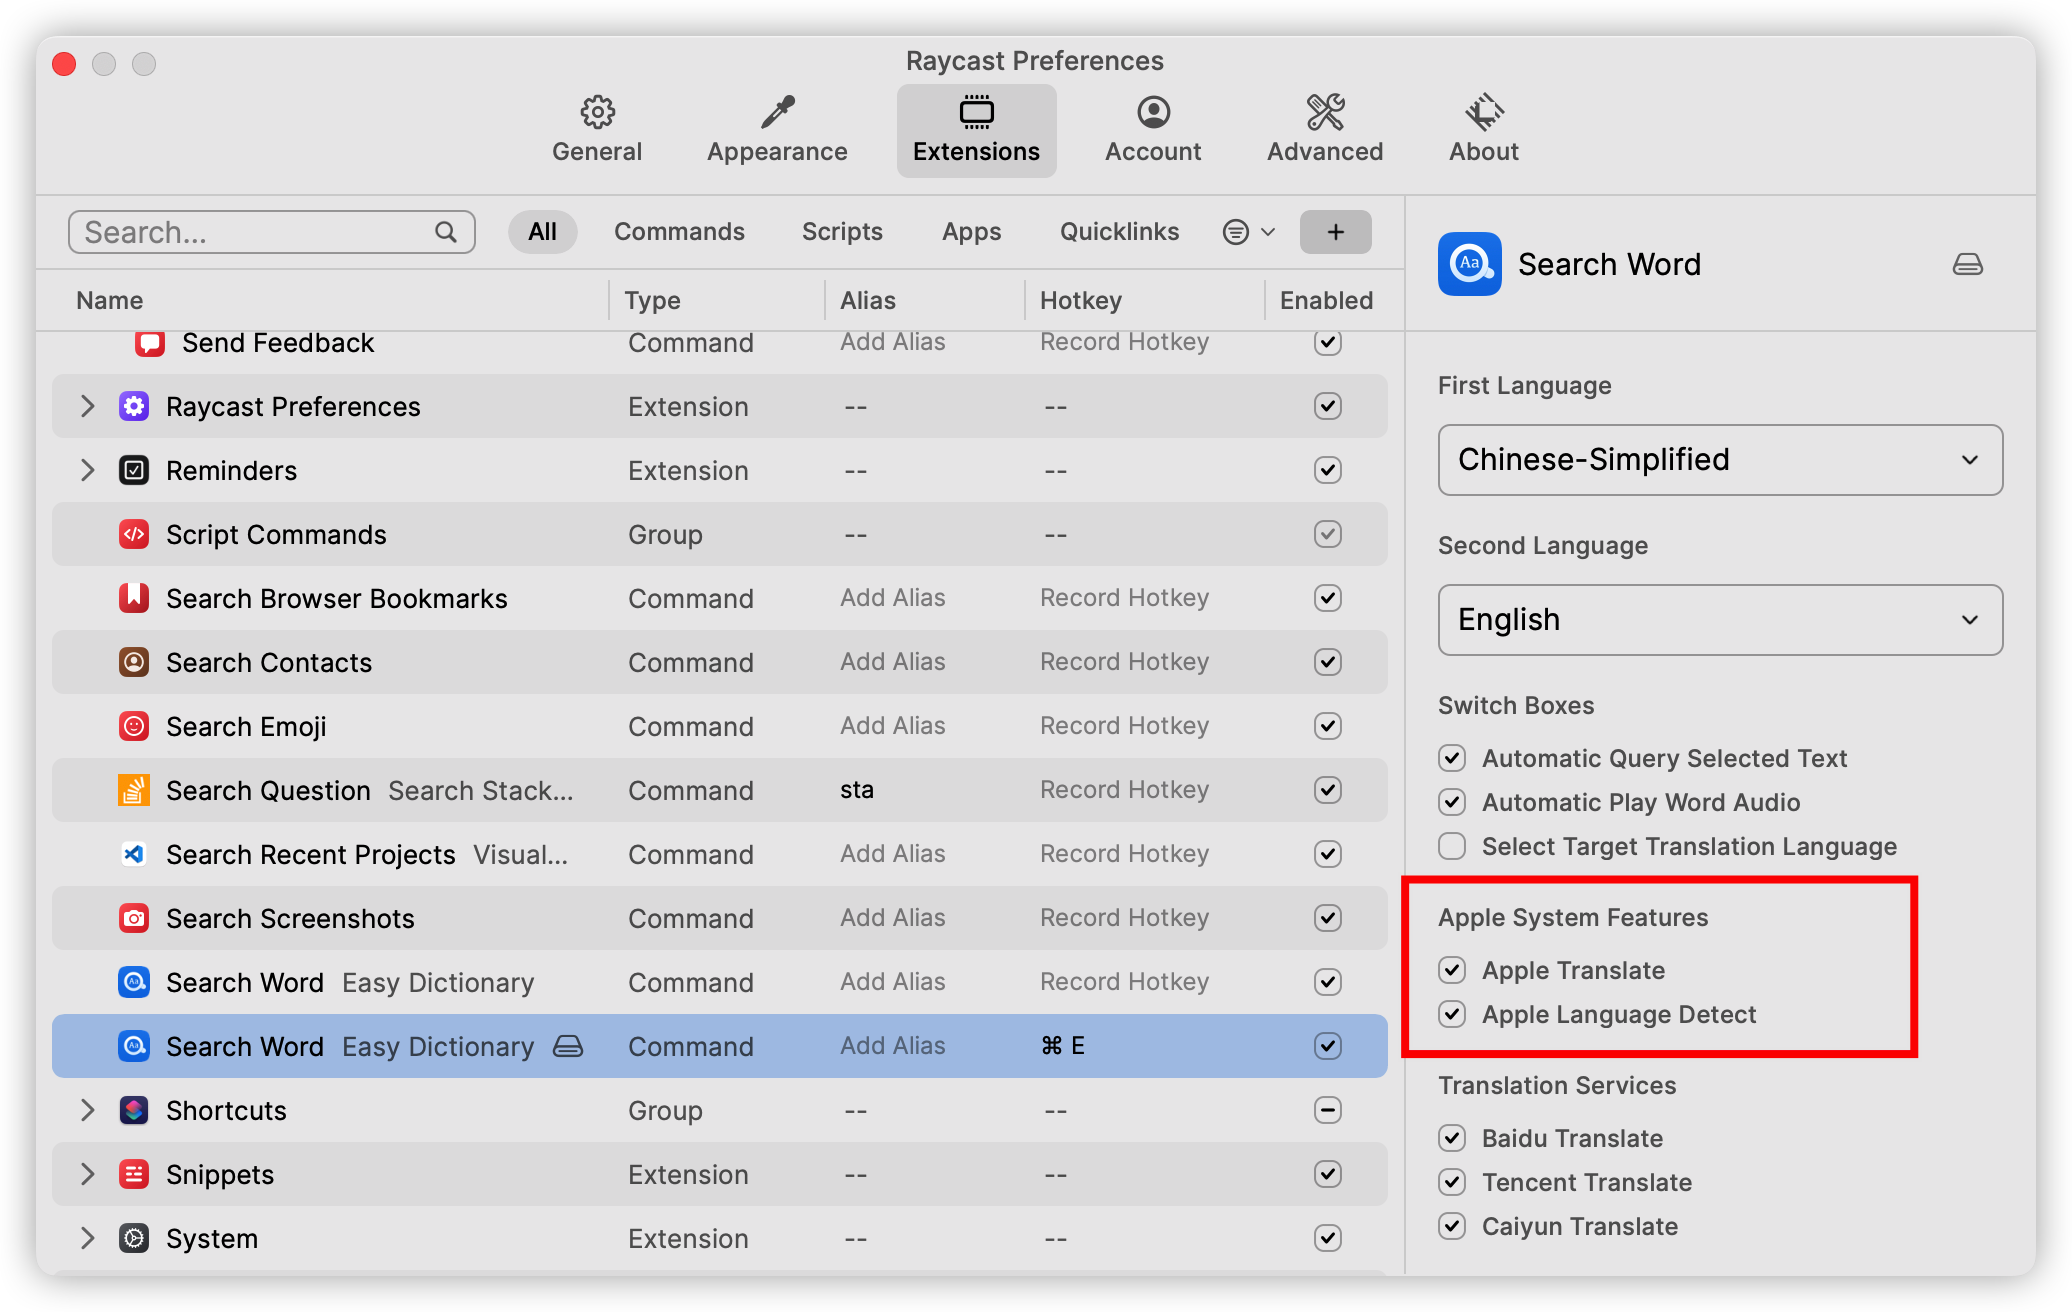 Raycast Preferences
General Appearance Extensions Account Advanced About
Search... All Commands Scripts Apps Quicklinks +
Name Type Alias Hotkey Enabled
Send Feedback Command Add Alias Record Hotkey
Raycast Preferences Extension -- --
Reminders Extension -- --
Script Commands Group -- --
Search Browser Bookmarks Command Add Alias Record Hotkey
Search Contacts Command Add Alias Record Hotkey
Search Emoji Command Add Alias Record Hotkey
Search Question Search Stack... Command sta Record Hotkey
Search Recent Projects Visual... Command Add Alias Record Hotkey
Search Screenshots Command Add Alias Record Hotkey
Search Word Easy Dictionary Command Add Alias Record Hotkey
Search Word Easy Dictionary Command Add Alias ⌘ E
Shortcuts Group -- --
Snippets Extension -- --
System Extension -- --
Aa Search Word
First Language
Chinese-Simplified
Second Language
English
Switch Boxes
Automatic Query Selected Text
Automatic Play Word Audio
Select Target Translation Language
Apple System Features
Apple Translate
Apple Language Detect
Translation Services
Baidu Translate
Tencent Translate
Caiyun Translate